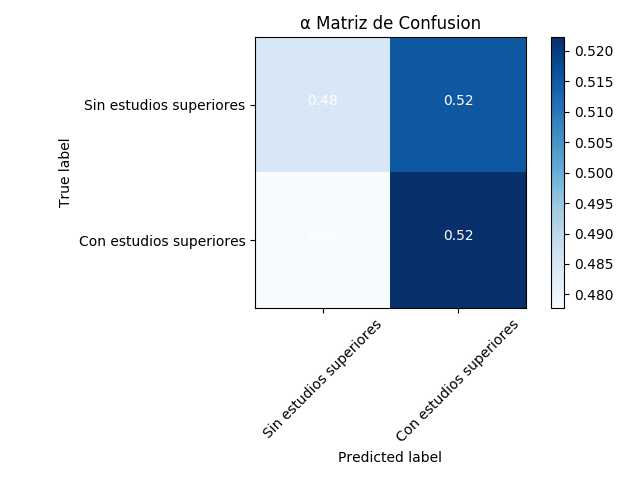 α Matriz de Confusion
True label
Sin estudios superiores
0.48
0.52
Con estudios superiores
0.48
0.52
Sin estudios superiores
Con estudios superiores
Predicted label
0.520
0.515
0.510
0.505
0.500
0.495
0.490
0.485
0.480